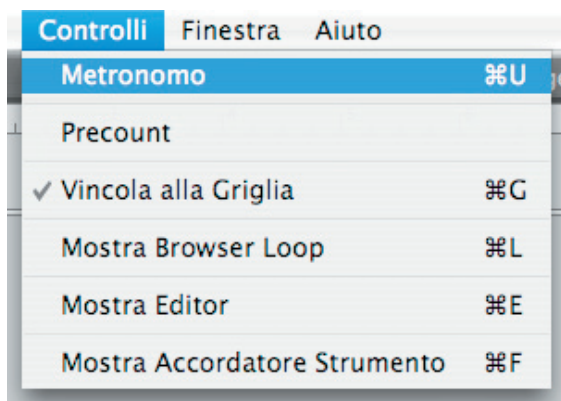 Controlli Finestra Aiuto
Metronomo ⌘U
Precount
✓ Vincola alla Griglia ⌘G
Mostra Browser Loop ⌘L
Mostra Editor ⌘E
Mostra Accordatore Strumento ⌘F